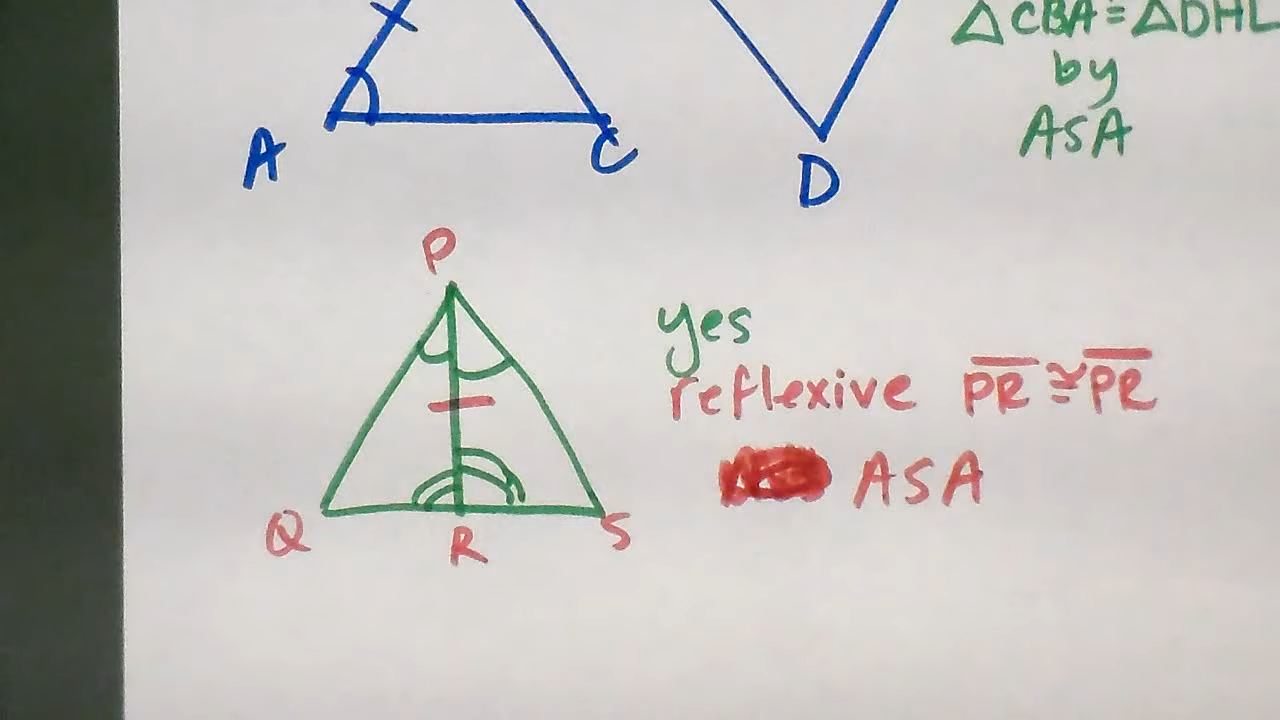 △CBA ≅ △DHL
by
ASA
A
C
D
P
yes
reflexive PR ≅ PR
ASA
Q
R
S